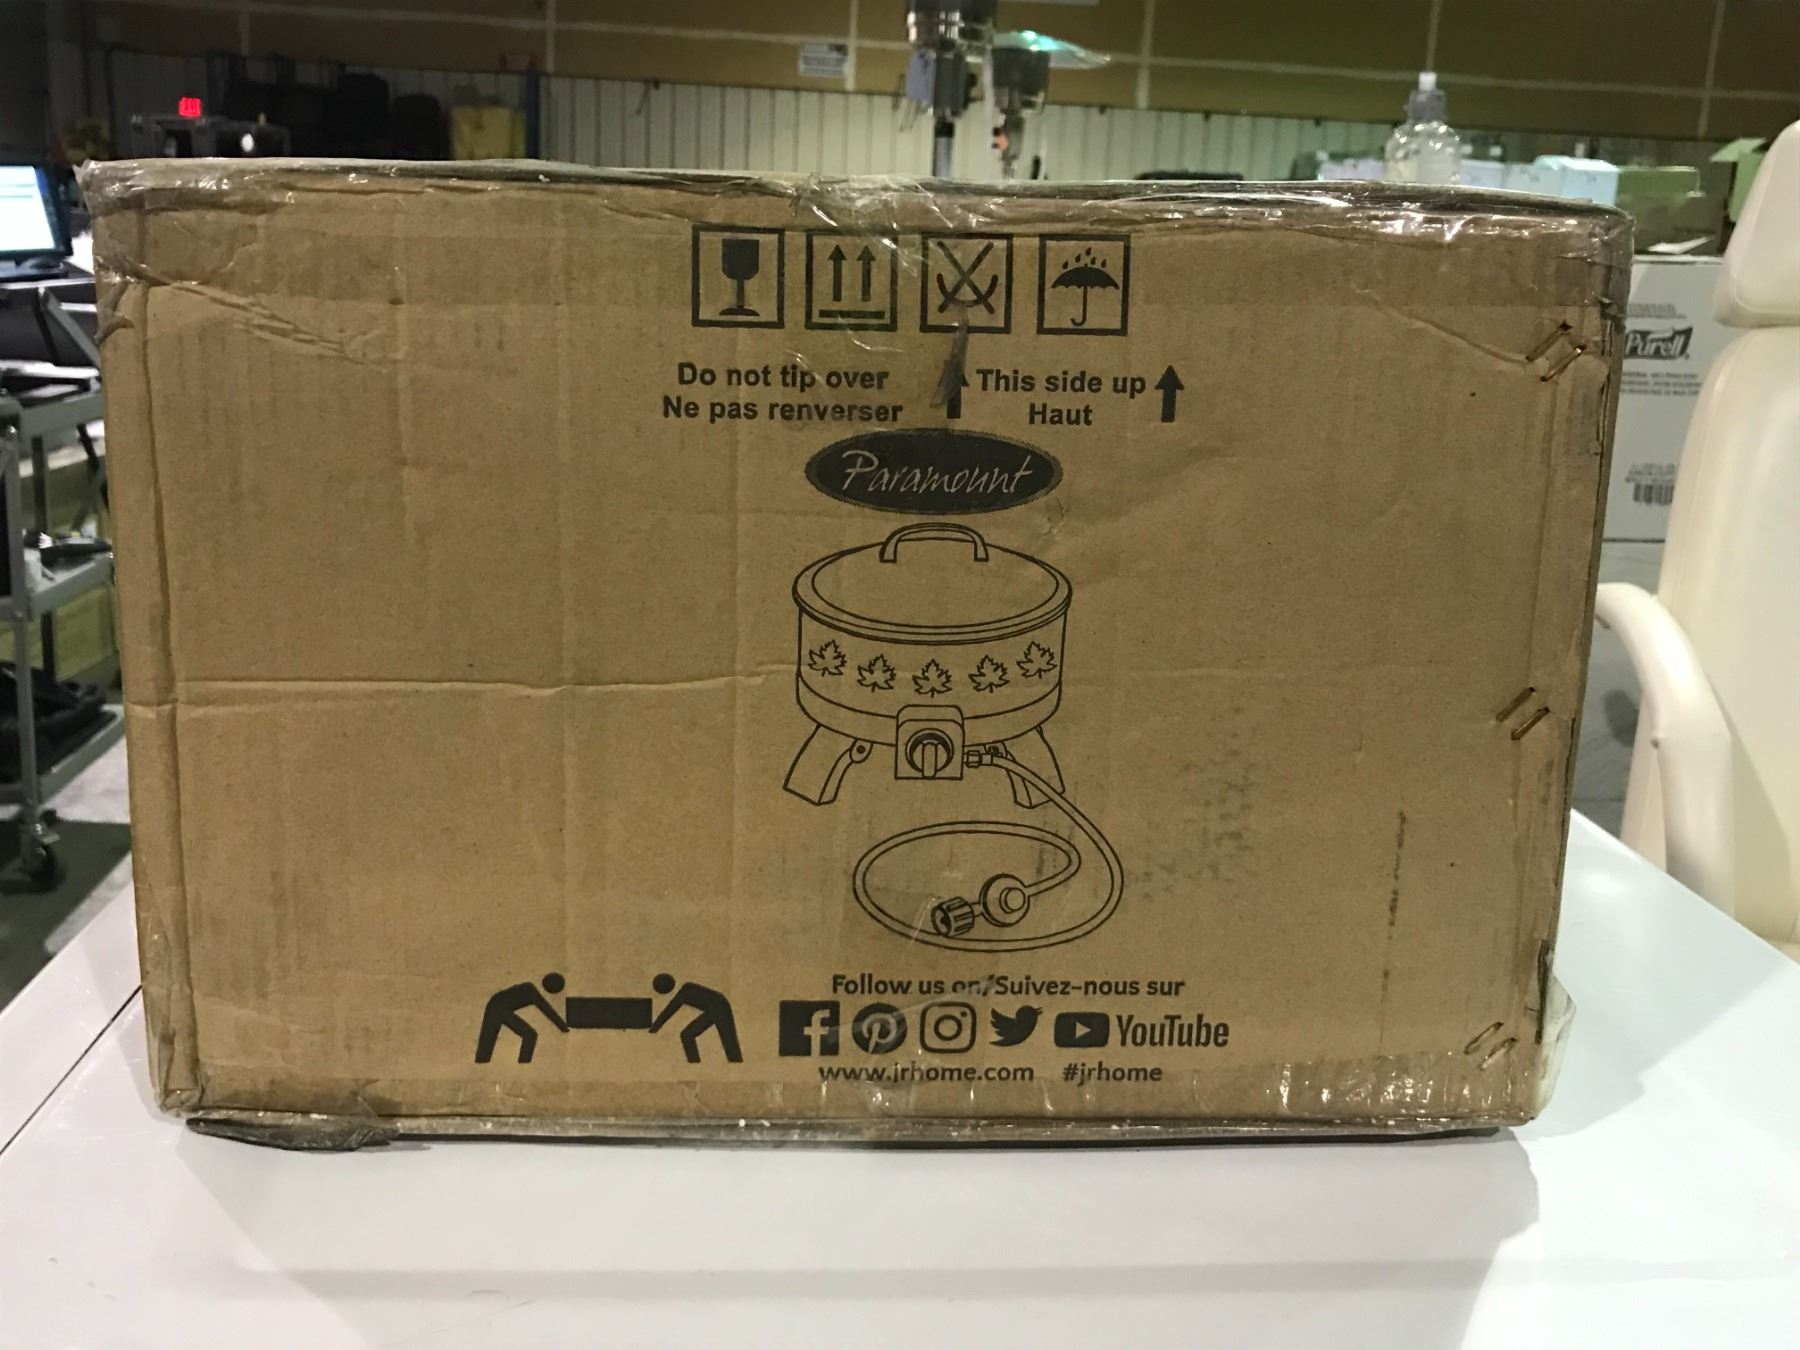 Do not tip over
Ne pas renverser
This side up
Haut
Paramount
Follow us on/Suivez-nous sur
YouTube
www.jrhome.com #jrhome
Purell